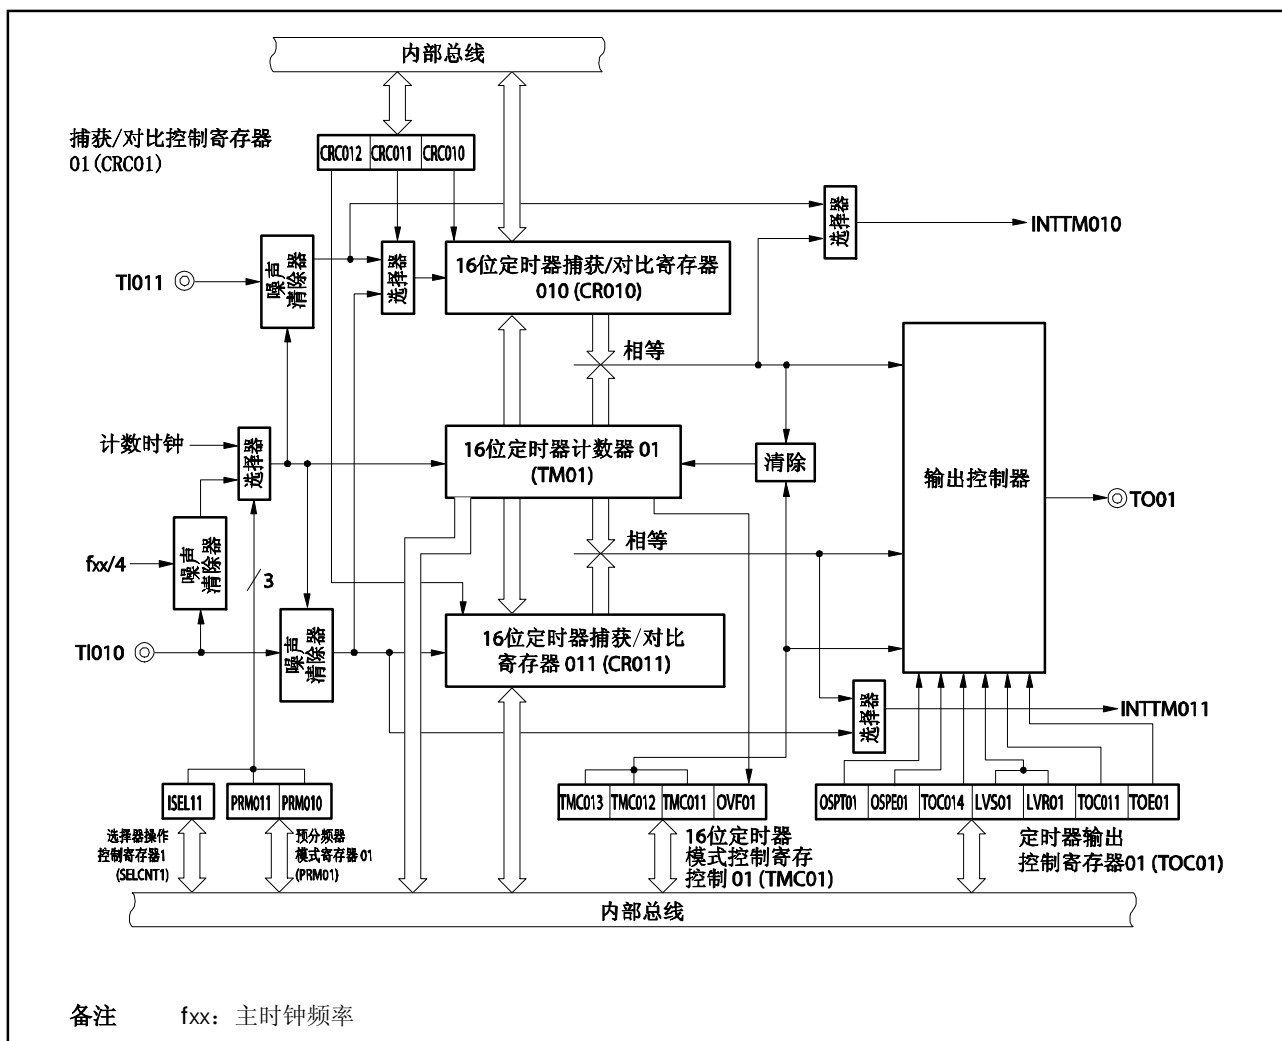 内部总线
捕获/对比控制寄存器
01 (CRC01)
CRC012 CRC011 CRC010
选择器
INTTM010
TI011
噪声
清除器
选择器
16位定时器捕获/对比寄存器
010 (CR010)
相等
计数时钟
选择器
16位定时器计数器 01
(TM01)
清除
输出控制器
TO01
fxx/4
噪声
清除器
3
相等
TI010
噪声
清除器
16位定时器捕获/对比
寄存器 011 (CR011)
选择器
INTTM011
ISEL11
PRM011 PRM010
TMC013 TMC012 TMC011 OVF01
OSPT01 OSPE01 TOC014 LVS01 LVR01 TOC011 TOE01
选择器操作
控制寄存器1
(SELCNT1)
预分频器
模式寄存器 01
(PRM01)
16位定时器
模式控制寄存
控制 01 (TMC01)
定时器输出
控制寄存器01 (TOC01)
内部总线
备注 fxx：主时钟频率